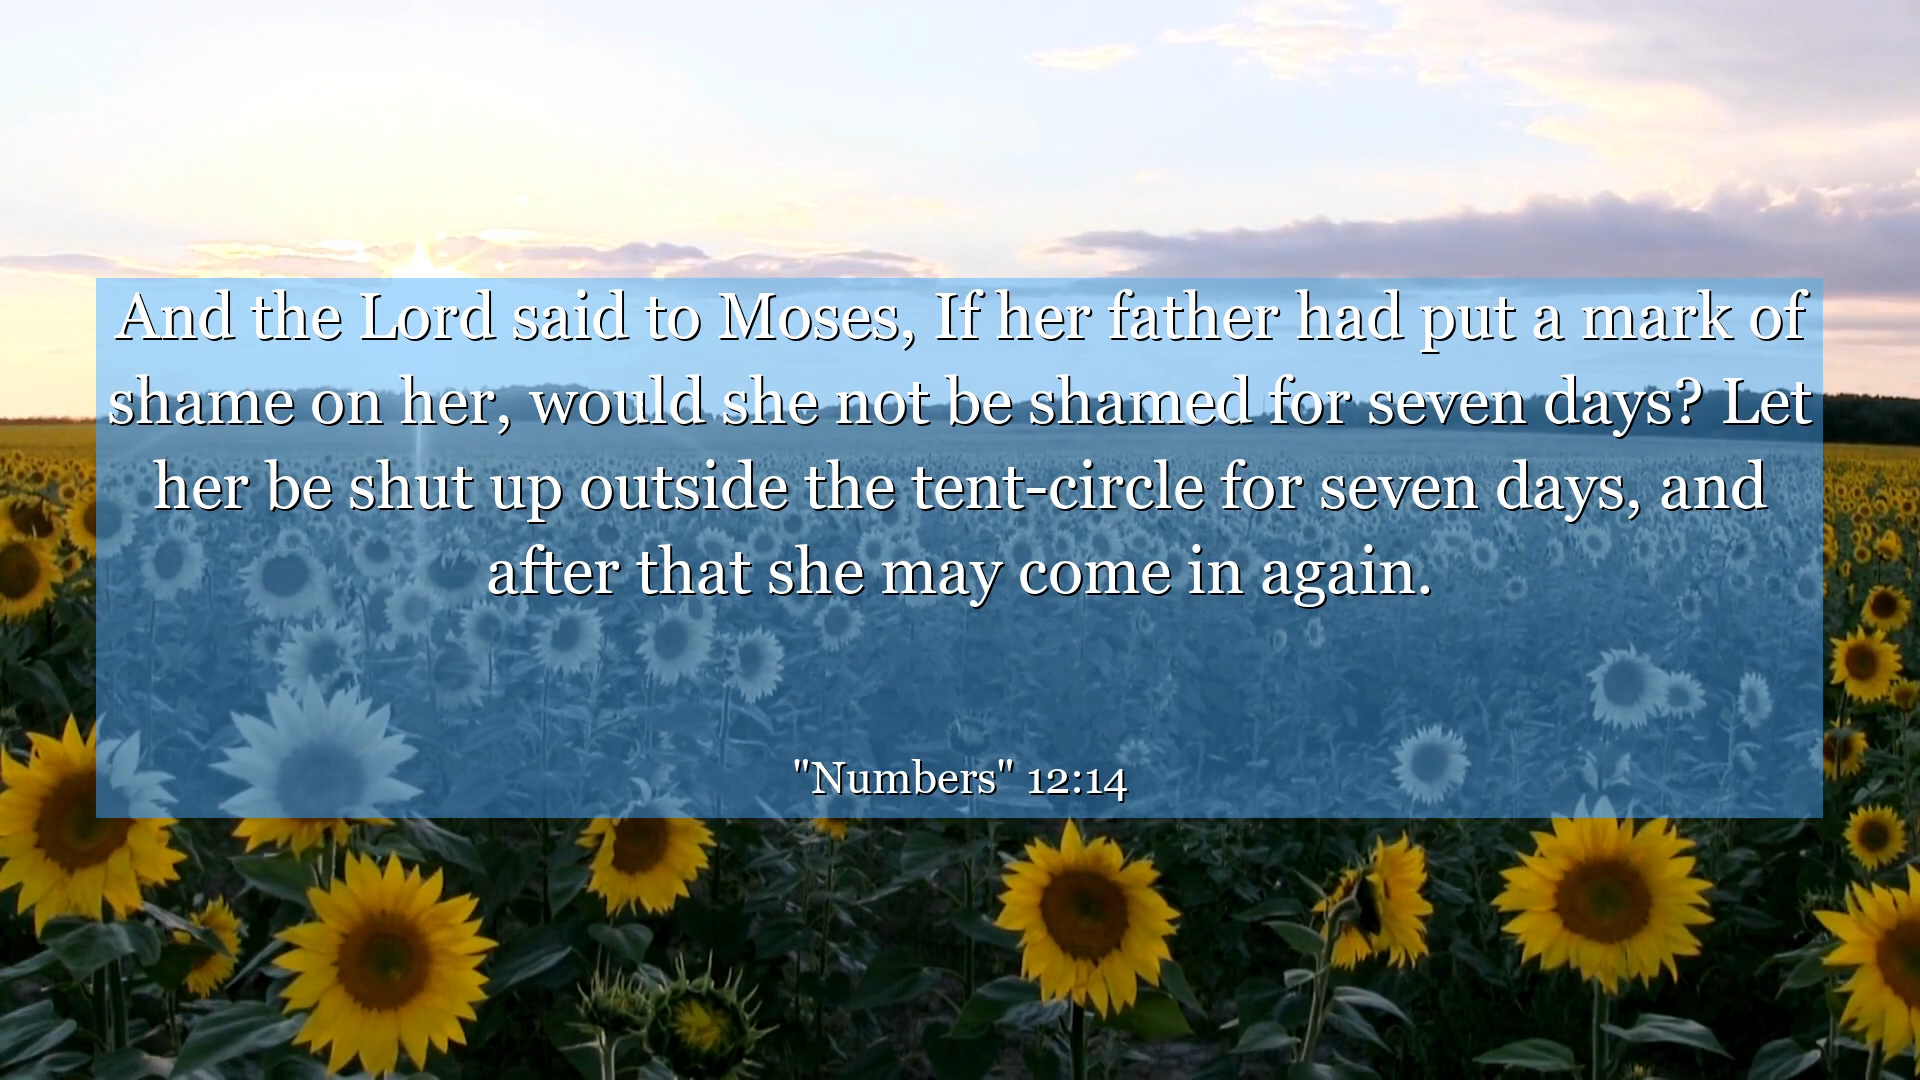 And the Lord said to Moses, If her father had put a mark of
shame on her, would she not be shamed for seven days? Let
her be shut up outside the tent-circle for seven days, and
after that she may come in again.
"Numbers" 12:14